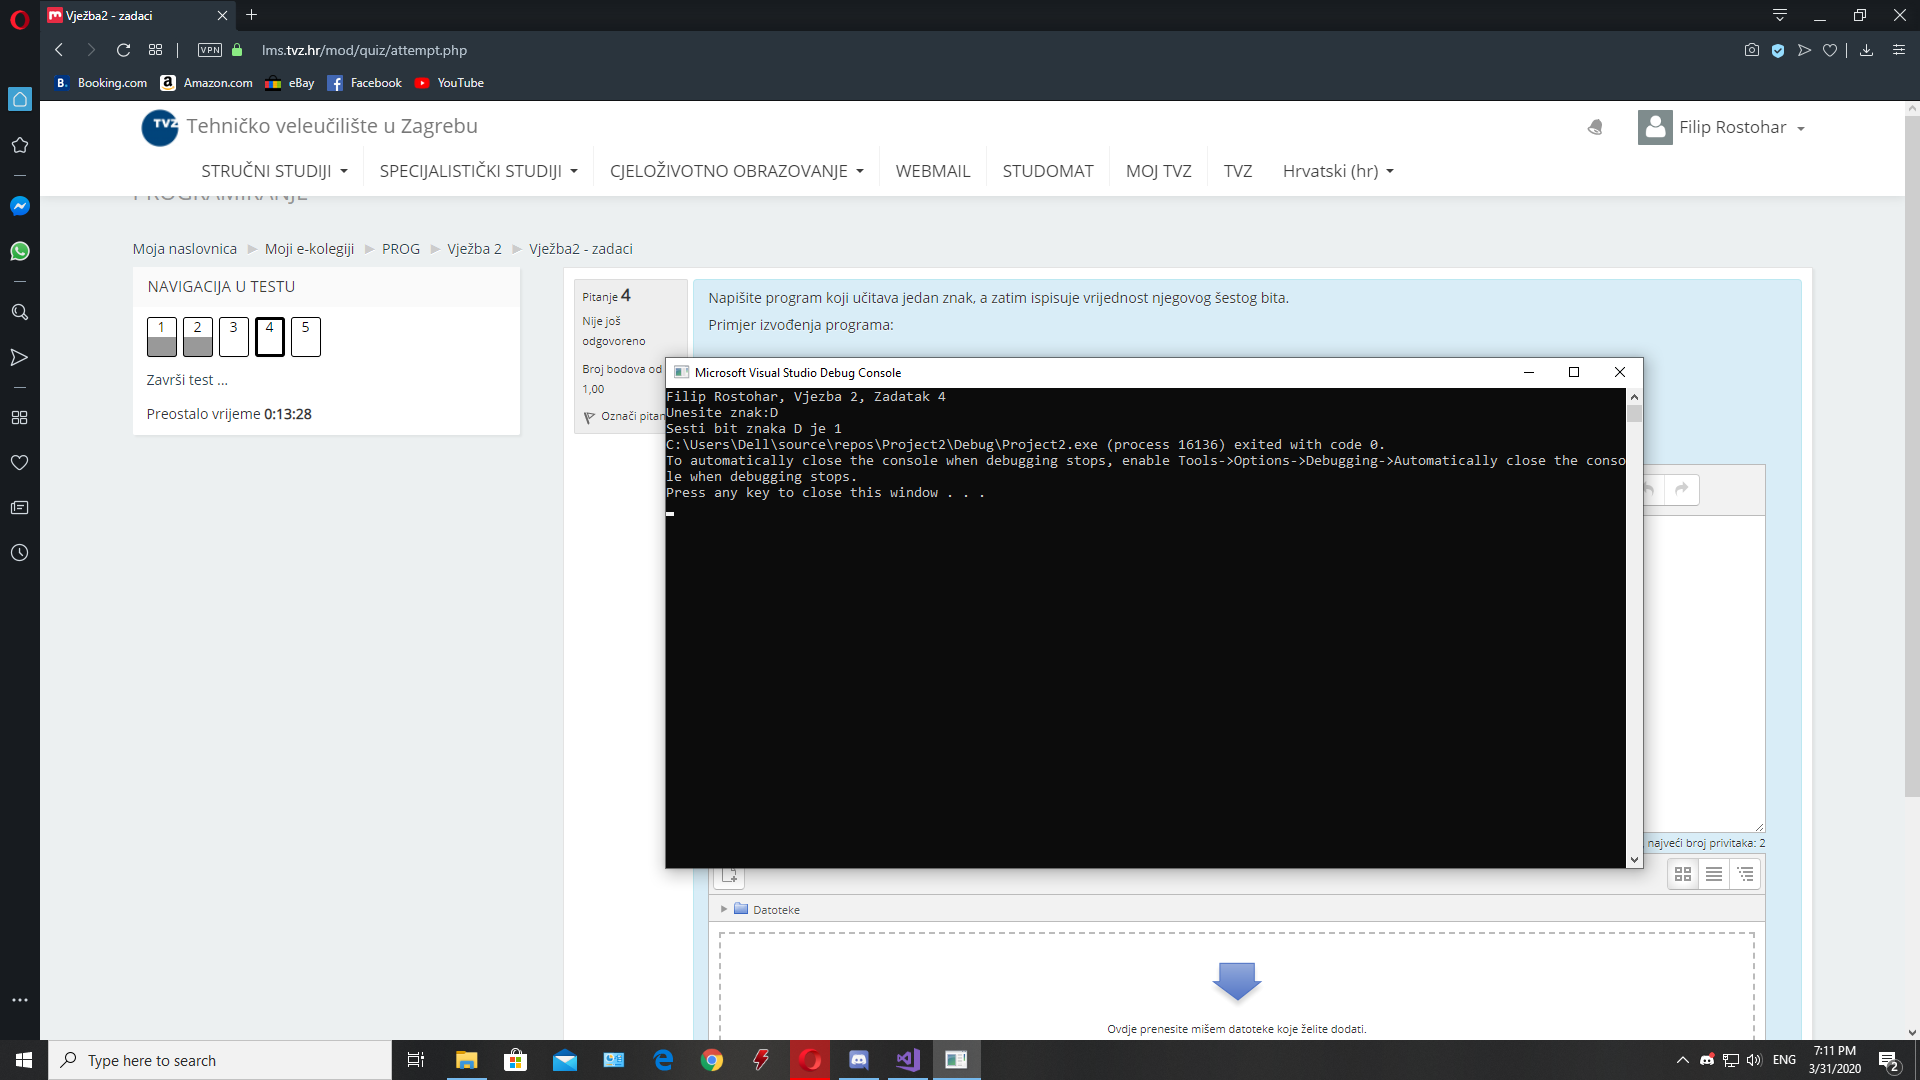 Vježba2 - zadaci
VPN
lms.tvz.hr/mod/quiz/attempt.php
B. Booking.com
a Amazon.com
eBay
Facebook
YouTube
TVZ Tehničko veleučilište u Zagrebu
Filip Rostohar
STRUČNI STUDIJI
SPECIJALISTIČKI STUDIJI
CJELOŽIVOTNO OBRAZOVANJE
WEBMAIL
STUDOMAT
MOJ TVZ
TVZ
Hrvatski (hr)
PROGRAMIRANJE
Moja naslovnica
Moji e-kolegiji
PROG
Vježba 2
Vježba2 - zadaci
NAVIGACIJA U TESTU
1 2 3 4 5
Završi test ...
Preostalo vrijeme 0:13:28
Pitanje 4
Nije još
odgovoreno
Broj bodova od
1,00
Označi pitan
Napišite program koji učitava jedan znak, a zatim ispisuje vrijednost njegovog šestog bita.
Primjer izvođenja programa:
Microsoft Visual Studio Debug Console
Filip Rostohar, Vjezba 2, Zadatak 4
Unesite znak:D
Sesti bit znaka D je 1
C:\Users\Dell\source\repos\Project2\Debug\Project2.exe (process 16136) exited with code 0.
To automatically close the console when debugging stops, enable Tools->Options->Debugging->Automatically close the conso
le when debugging stops.
Press any key to close this window . . .
najveći broj privitaka: 2
Datoteke
Ovdje prenesite mišem datoteke koje želite dodati.
Type here to search
ENG
7:11 PM
3/31/2020
2